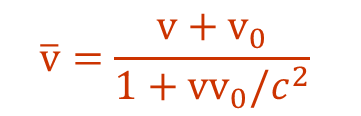 v̅ = (v + v₀) / (1 + vv₀/c²)